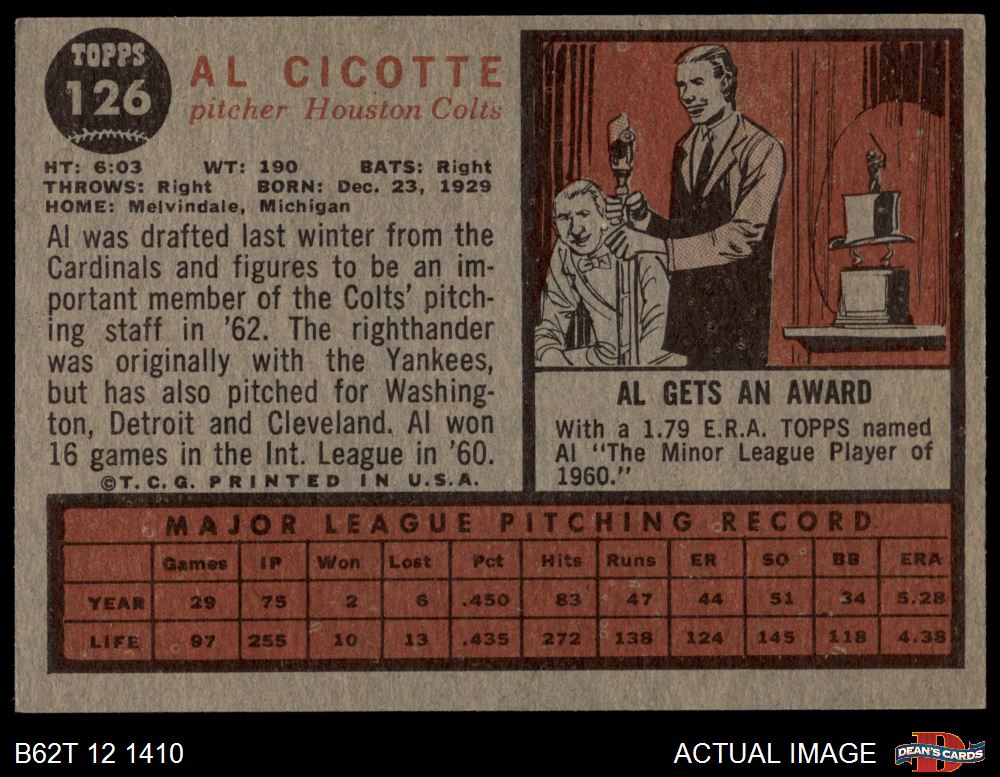 TOPPS
126
AL CICOTTE
pitcher Houston Colts
HT: 6:03 WT: 190 BATS: Right
THROWS: Right BORN: Dec. 23, 1929
HOME: Melvindale, Michigan
Al was drafted last winter from the
Cardinals and figures to be an im-
portant member of the Colts' pitch-
ing staff in '62. The righthander
was originally with the Yankees,
but has also pitched for Washing-
ton, Detroit and Cleveland. Al won
16 games in the Int. League in '60.
©T.C.G. PRINTED IN U.S.A.
AL GETS AN AWARD
With a 1.79 E.R.A. TOPPS named
Al "The Minor League Player of
1960."
MAJOR LEAGUE PITCHING RECORD
Games IP Won Lost Pct Hits Runs ER SO BB ERA
YEAR 29 75 2 6 .450 83 47 44 51 34 5.28
LIFE 97 255 10 13 .435 272 138 124 145 118 4.38
B62T 12 1410
ACTUAL IMAGE
DEAN'S CARDS